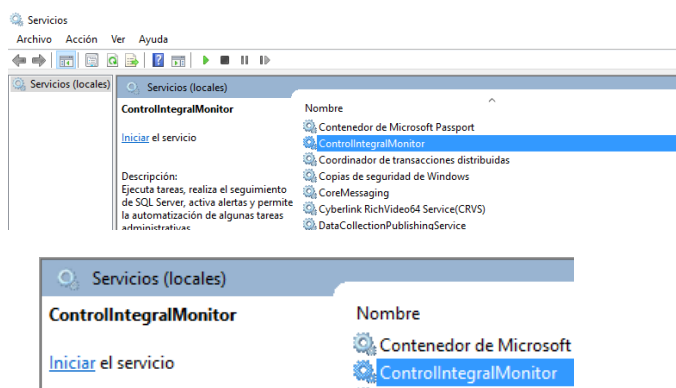 Servicios
Archivo Acción Ver Ayuda
Servicios (locales)
Servicios (locales)
ControlIntegralMonitor
Iniciar el servicio
Descripción:
Ejecuta tareas, realiza el seguimiento
de SQL Server, activa alertas y permite
la automatización de algunas tareas
administrativas
Nombre
Contenedor de Microsoft Passport
ControlIntegralMonitor
Coordinador de transacciones distribuidas
Copias de seguridad de Windows
CoreMessaging
Cyberlink RichVideo64 Service(CRVS)
DataCollectionPublishingService
Servicios (locales)
ControlIntegralMonitor
Iniciar el servicio
Nombre
Contenedor de Microsoft
ControlIntegralMonitor